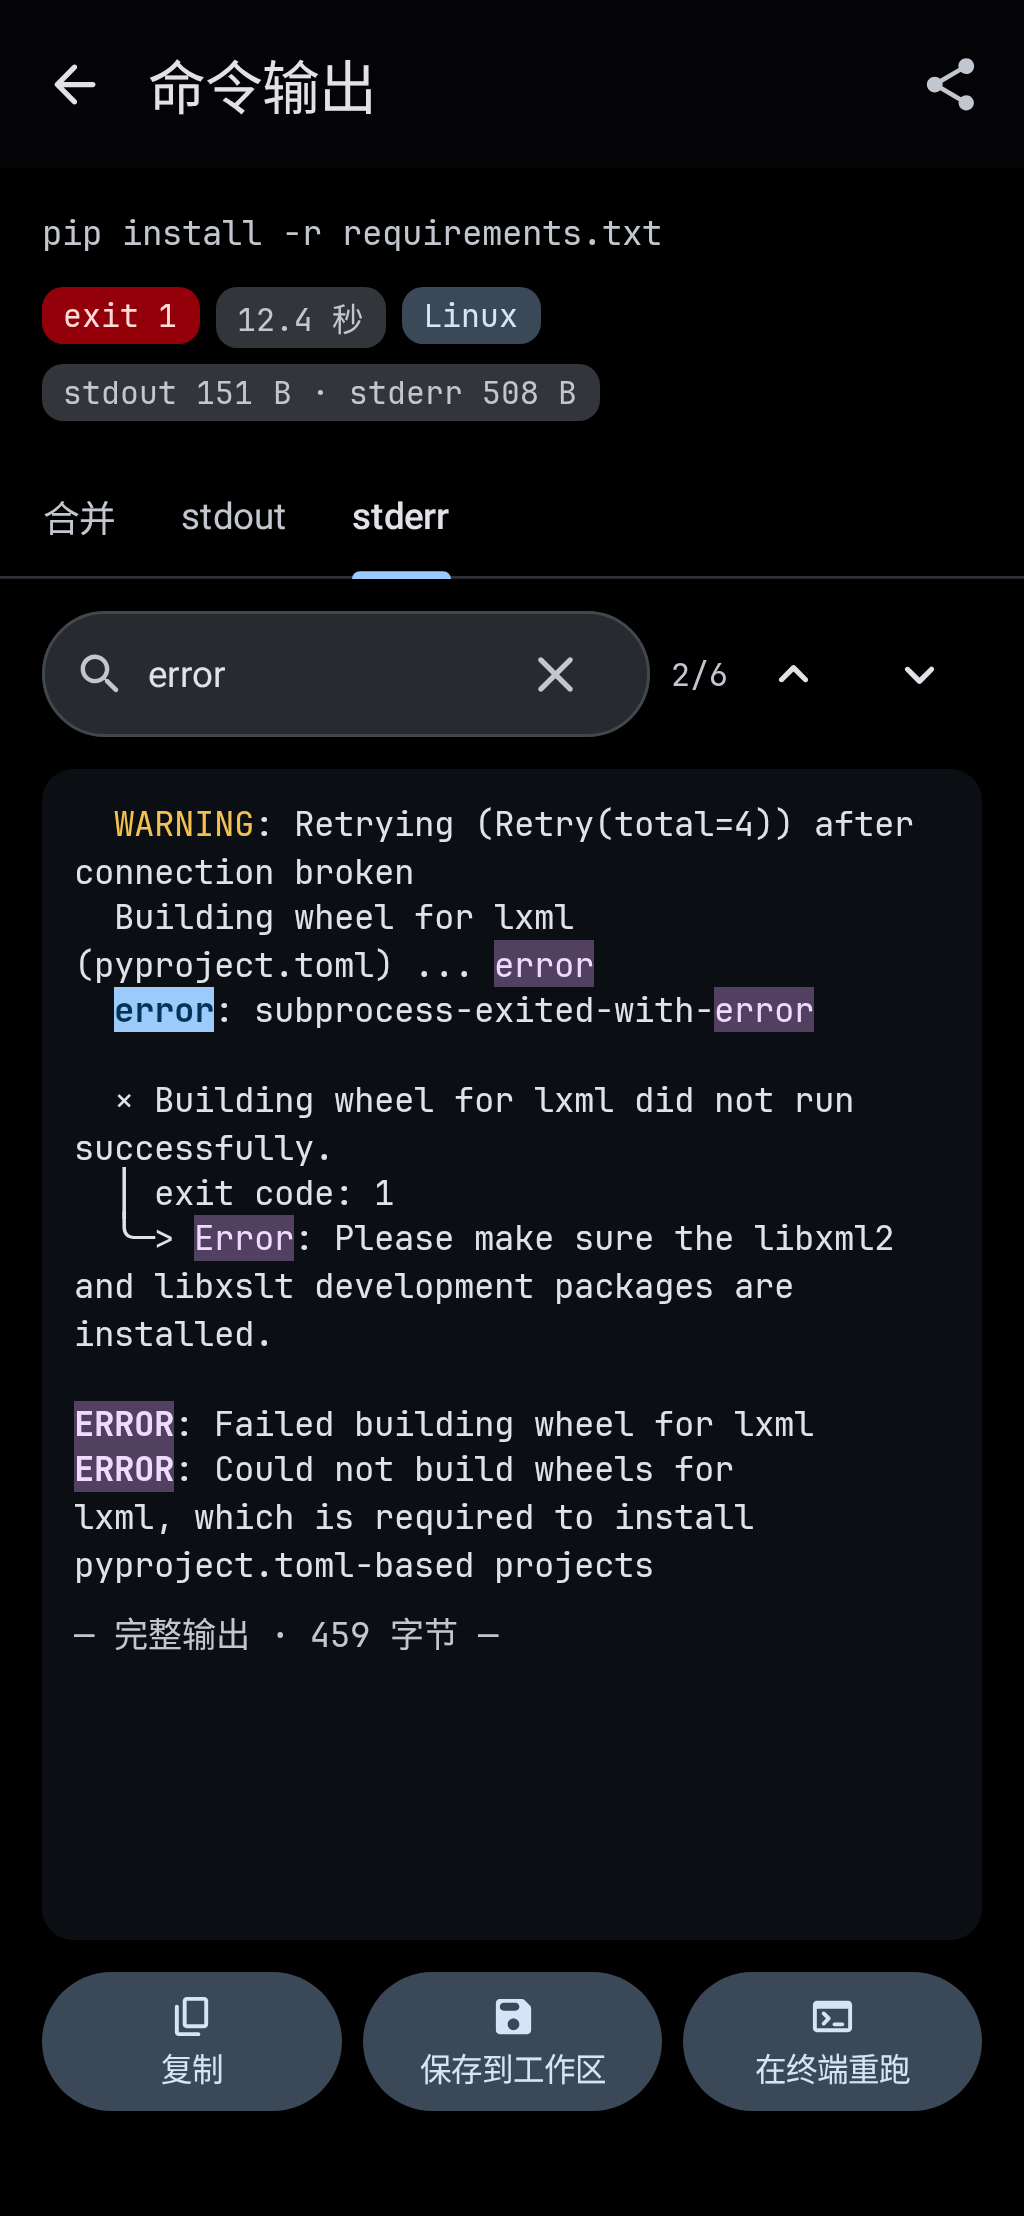 命令输出
pip install -r requirements.txt
exit 1
12.4 秒
Linux
stdout 151 B · stderr 508 B
合并
stdout
stderr
error
2/6
WARNING: Retrying (Retry(total=4)) after
connection broken
Building wheel for lxml
(pyproject.toml) ... error
error: subprocess-exited-with-error
× Building wheel for lxml did not run
successfully.
│ exit code: 1
╰─> Error: Please make sure the libxml2
and libxslt development packages are
installed.
ERROR: Failed building wheel for lxml
ERROR: Could not build wheels for
lxml, which is required to install
pyproject.toml-based projects
— 完整输出 · 459 字节 —
复制
保存到工作区
在终端重跑